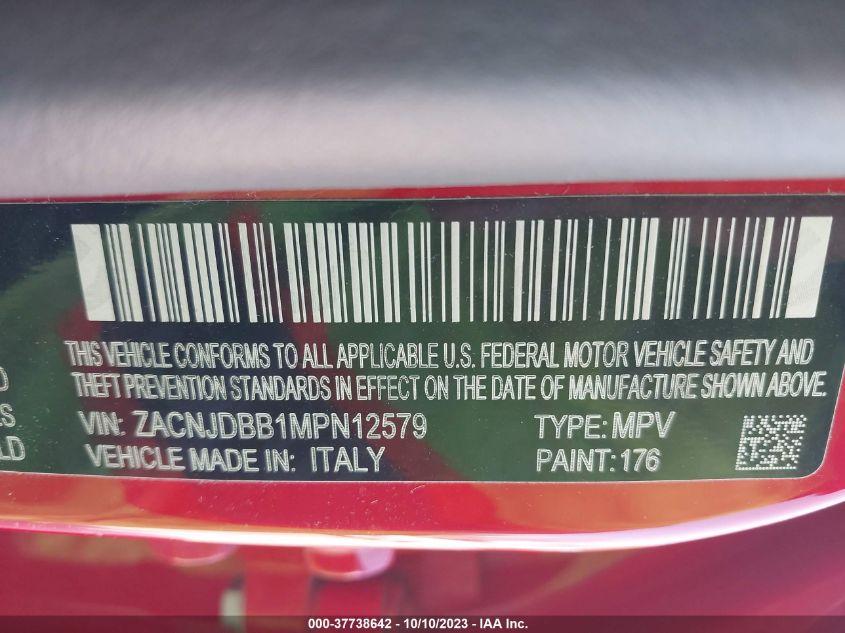 THIS VEHICLE CONFORMS TO ALL APPLICABLE U.S. FEDERAL MOTOR VEHICLE SAFETY AND
THEFT PREVENTION STANDARDS IN EFFECT ON THE DATE OF MANUFACTURE SHOWN ABOVE.
VIN: ZACNJDBB1MPN12579 TYPE: MPV
VEHICLE MADE IN: ITALY PAINT: 176
000-37738642 - 10/10/2023 - IAA Inc.